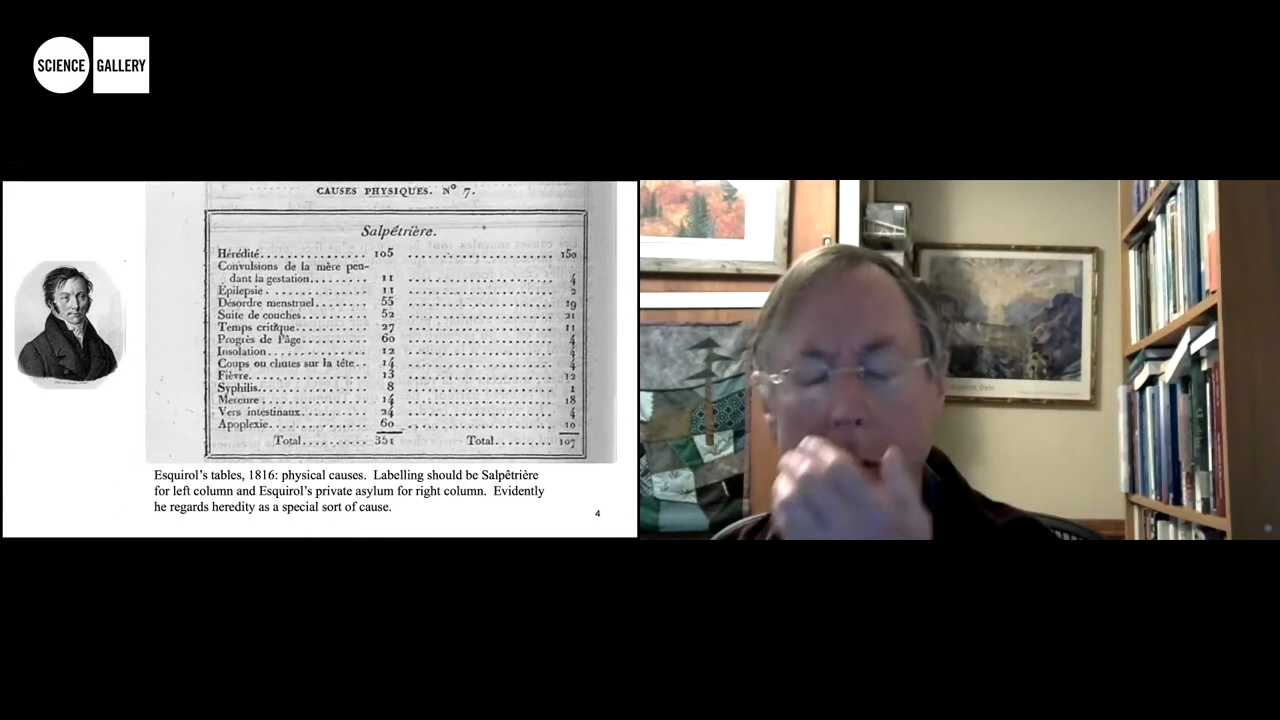 SCIENCE GALLERY
CAUSES PHYSIQUES. Nº 7.
Salpétrière.
Hérédité.................... 105 .................... 150
Convulsions de la mère pen-
dant la gestation....... 11 .................... 4
Épilepsie.................... 11 .................... 2
Désordre menstruel....... 55 .................... 19
Suite de couches........... 52 .................... 21
Temps critique............. 27 .................... 11
Progrès de l'âge........... 60 .................... 4
Insolation................... 12 .................... 4
Coups ou chutes sur la tête.. 14 .................... 4
Fièvre....................... 13 .................... 12
Syphilis..................... 8 .................... 1
Mercure..................... 14 .................... 18
Vers intestinaux........... 24 .................... 4
Apoplexie................... 60 .................... 10
Total......... 351 Total......... 107
Esquirol's tables, 1816: physical causes. Labelling should be Salpêtrière
for left column and Esquirol's private asylum for right column. Evidently
he regards heredity as a special sort of cause.
4